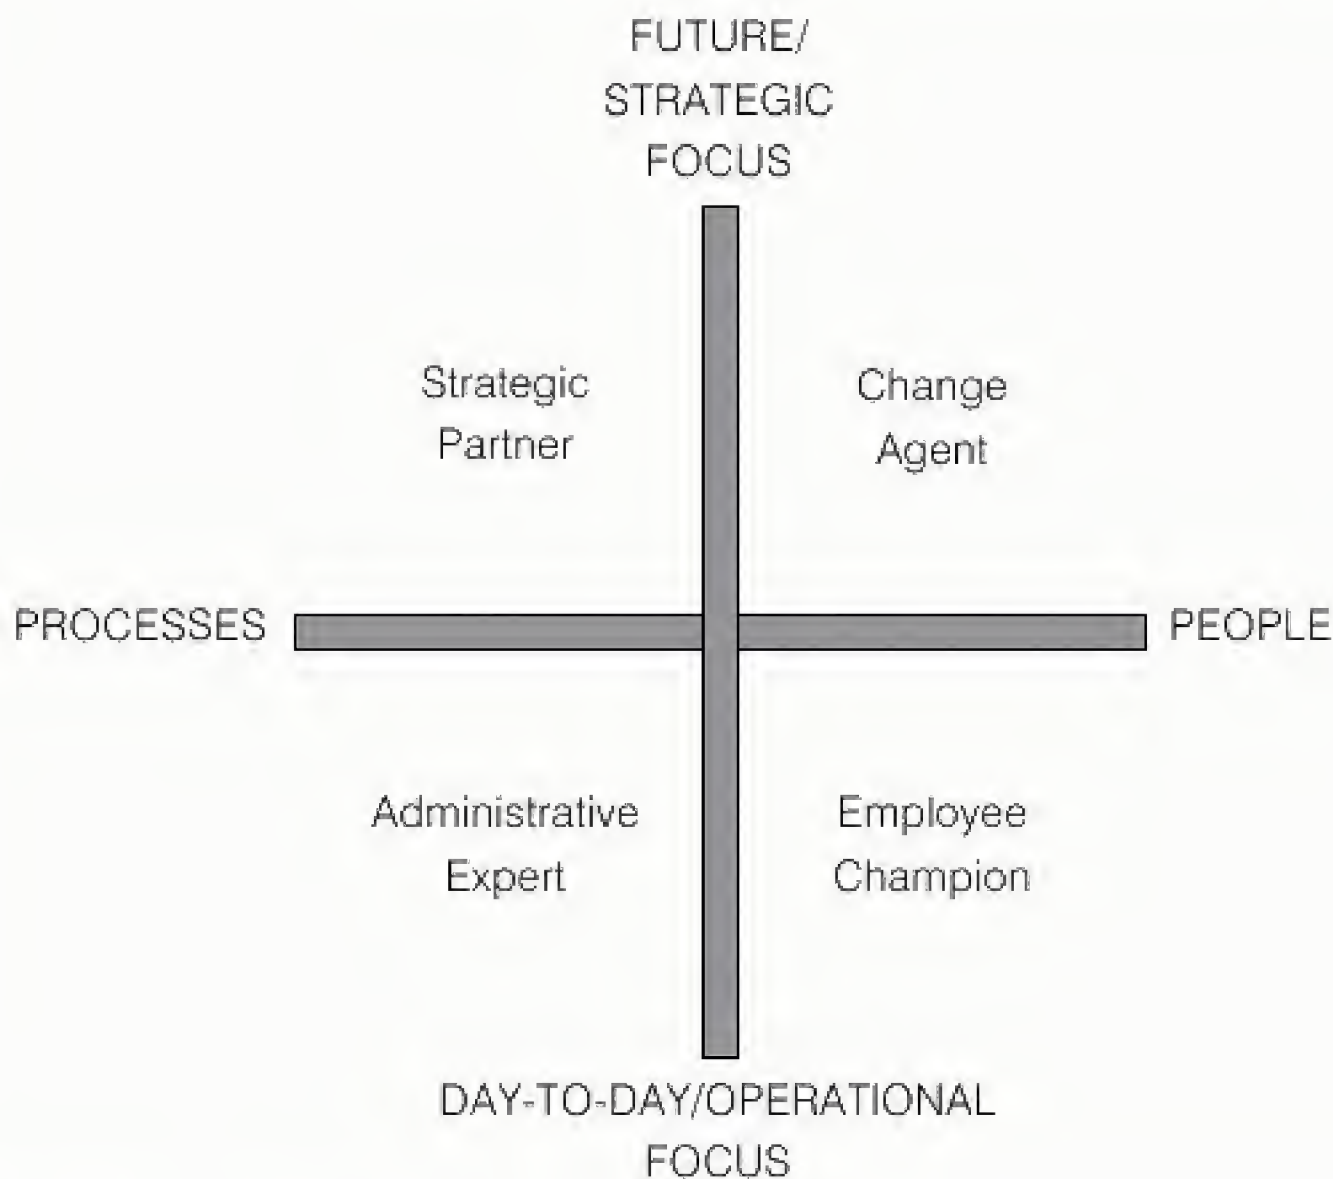 FUTURE/
STRATEGIC
FOCUS
Strategic
Partner
Change
Agent
PROCESSES
PEOPLE
Administrative
Expert
Employee
Champion
DAY-TO-DAY/OPERATIONAL
FOCUS